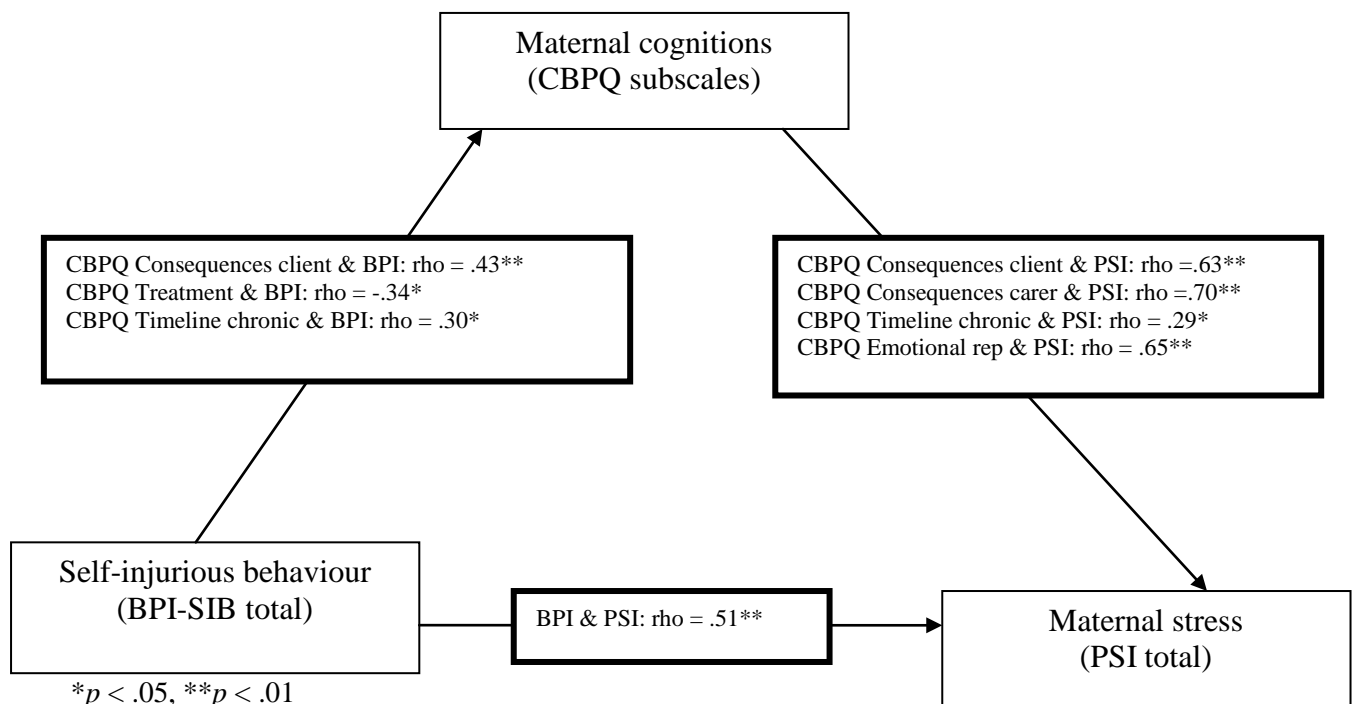 Maternal cognitions
(CBPQ subscales)
CBPQ Consequences client & BPI: rho = .43**
CBPQ Treatment & BPI: rho = -.34*
CBPQ Timeline chronic & BPI: rho = .30*
CBPQ Consequences client & PSI: rho =.63**
CBPQ Consequences carer & PSI: rho =.70**
CBPQ Timeline chronic & PSI: rho = .29*
CBPQ Emotional rep & PSI: rho = .65**
Self-injurious behaviour
(BPI-SIB total)
BPI & PSI: rho = .51**
Maternal stress
(PSI total)
*p < .05, **p < .01